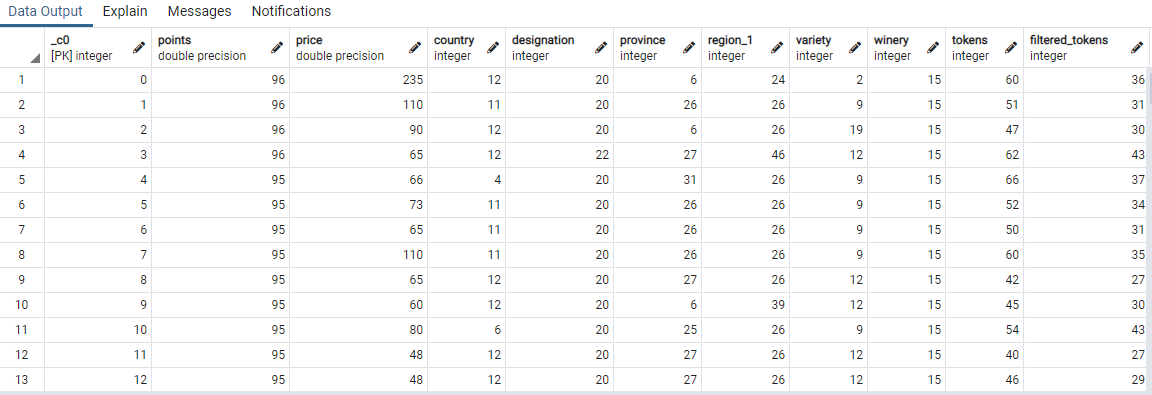 Data Output Explain Messages Notifications
_c0 points price country designation province region_1 variety winery tokens filtered_tokens
[PK] integer double precision double precision integer integer integer integer integer integer integer integer
1 0 96 235 12 20 6 24 2 15 60 36
2 1 96 110 11 20 26 26 9 15 51 31
3 2 96 90 12 20 6 26 19 15 47 30
4 3 96 65 12 22 27 46 12 15 62 43
5 4 95 66 4 20 31 26 9 15 66 37
6 5 95 73 11 20 26 26 9 15 52 34
7 6 95 65 11 20 26 26 9 15 50 31
8 7 95 110 11 20 26 26 9 15 60 35
9 8 95 65 12 20 27 26 12 15 42 27
10 9 95 60 12 20 6 39 12 15 45 30
11 10 95 80 6 20 25 26 9 15 54 43
12 11 95 48 12 20 27 26 12 15 40 27
13 12 95 48 12 20 27 26 12 15 46 29